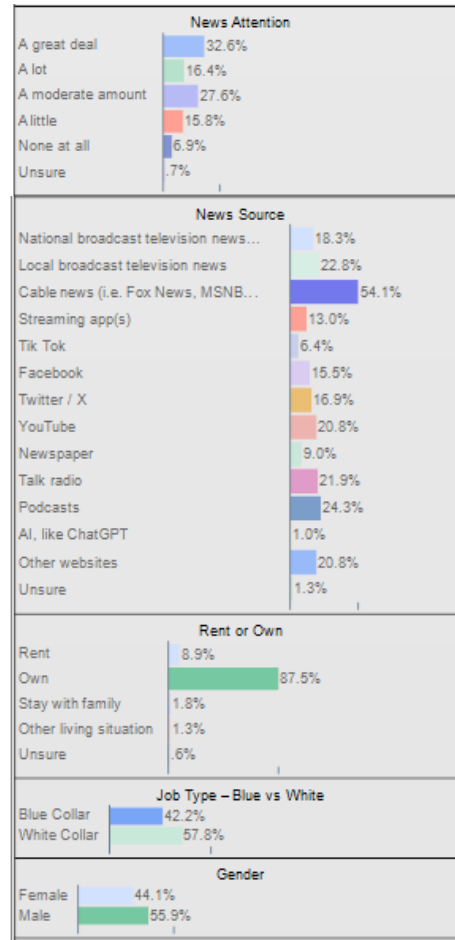 News Attention
A great deal 32.6%
A lot 16.4%
A moderate amount 27.6%
A little 15.8%
None at all 6.9%
Unsure .7%
News Source
National broadcast television news... 18.3%
Local broadcast television news 22.8%
Cable news (i.e. Fox News, MSNB... 54.1%
Streaming app(s) 13.0%
Tik Tok 6.4%
Facebook 15.5%
Twitter / X 16.9%
YouTube 20.8%
Newspaper 9.0%
Talk radio 21.9%
Podcasts 24.3%
AI, like ChatGPT 1.0%
Other websites 20.8%
Unsure 1.3%
Rent or Own
Rent 8.9%
Own 87.5%
Stay with family 1.8%
Other living situation 1.3%
Unsure .6%
Job Type – Blue vs White
Blue Collar 42.2%
White Collar 57.8%
Gender
Female 44.1%
Male 55.9%